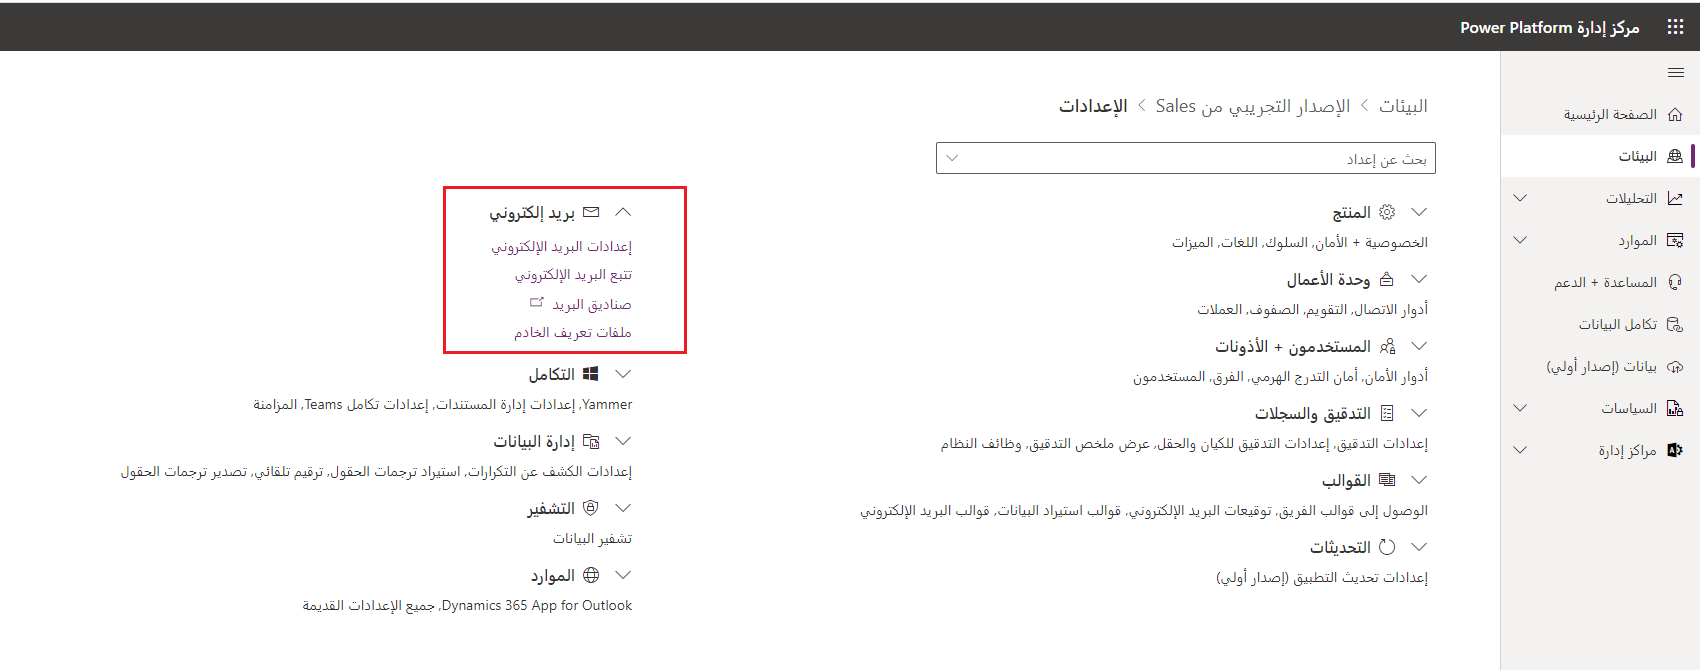 مركز إدارة Power Platform
الصفحة الرئيسية
البيئات
التحليلات
الموارد
المساعدة + الدعم
تكامل البيانات
بيانات (إصدار أولي)
السياسات
مراكز إدارة
البيئات > الإصدار التجريبي من Sales > الإعدادات
بحث عن إعداد
المنتج
الخصوصية + الأمان, السلوك, اللغات, الميزات
وحدة الأعمال
أدوار الاتصال, التقويم, الصفوف, العملات
المستخدمون + الأذونات
أدوار الأمان, أمان التدرج الهرمي, الفرق, المستخدمون
التدقيق والسجلات
إعدادات التدقيق, إعدادات التدقيق للكيان والحقل, عرض ملخص التدقيق, وظائف النظام
القوالب
الوصول إلى قوالب الفريق, توقيعات البريد الإلكتروني, قوالب استيراد البيانات, قوالب البريد الإلكتروني
التحديثات
إعدادات تحديث التطبيق (إصدار أولي)
بريد إلكتروني
إعدادات البريد الإلكتروني
تتبع البريد الإلكتروني
صناديق البريد
ملفات تعريف الخادم
التكامل
Yammer, إعدادات إدارة المستندات, إعدادات تكامل Teams, المزامنة
إدارة البيانات
إعدادات الكشف عن التكرارات, استيراد ترجمات الحقول, ترقيم تلقائي, تصدير ترجمات الحقول
التشفير
تشفير البيانات
الموارد
Dynamics 365 App for Outlook, جميع الإعدادات القديمة